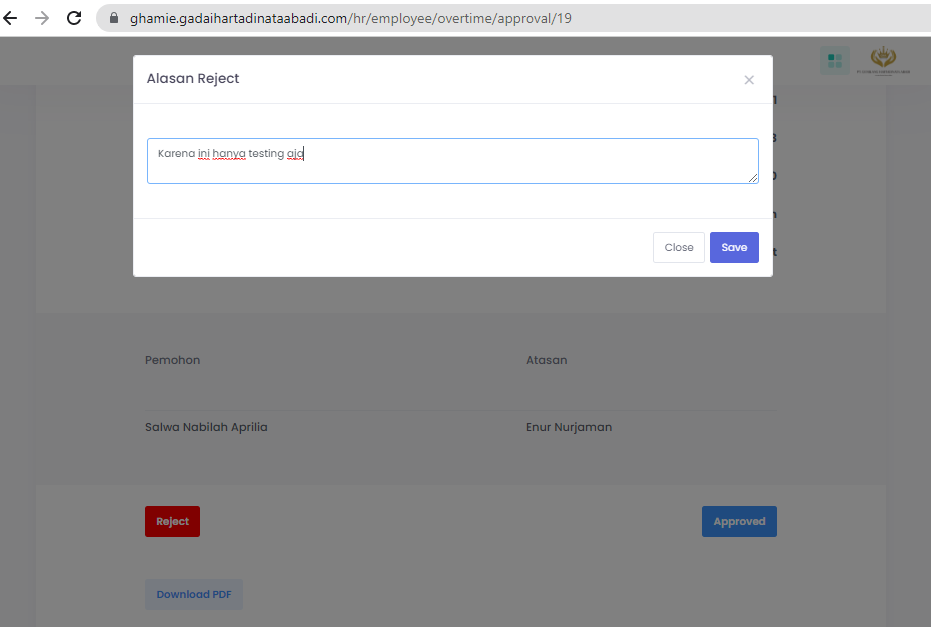 ghamie.gadaihartadinataabadi.com/hr/employee/overtime/approval/19
Alasan Reject
×
Karena ini hanya testing aja
Close
Save
Pemohon
Atasan
Salwa Nabilah Aprilia
Enur Nurjaman
Reject
Approved
Download PDF